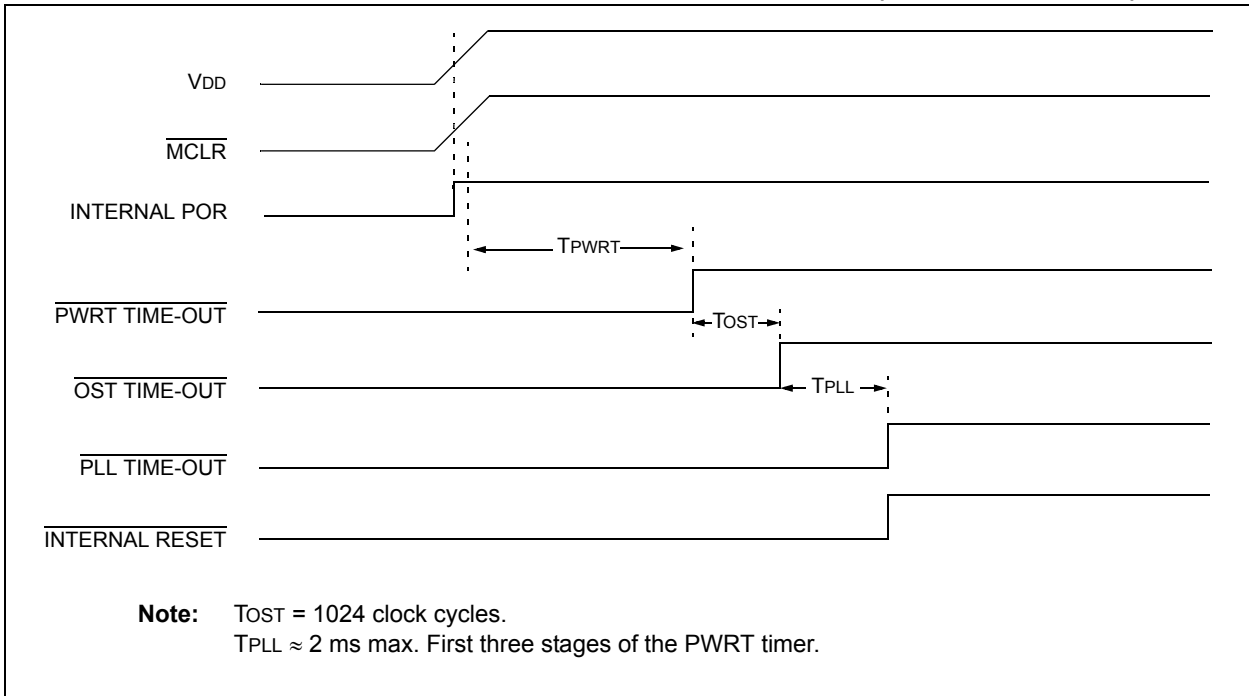 VDD
MCLR
INTERNAL POR
TPWRT
PWRT TIME-OUT
TOST
OST TIME-OUT
TPLL
PLL TIME-OUT
INTERNAL RESET
Note: TOST = 1024 clock cycles.
TPLL ≈ 2 ms max. First three stages of the PWRT timer.